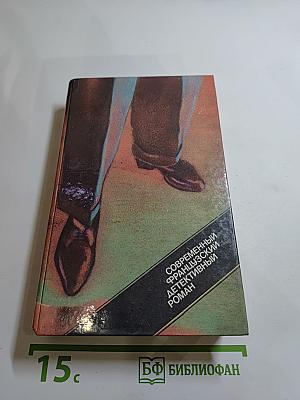 СОВРЕМЕННЫЙ
ФРАНЦУЗСКИЙ
ДЕТЕКТИВНЫЙ
РОМАН
15с
БФ БИБЛИОФАН